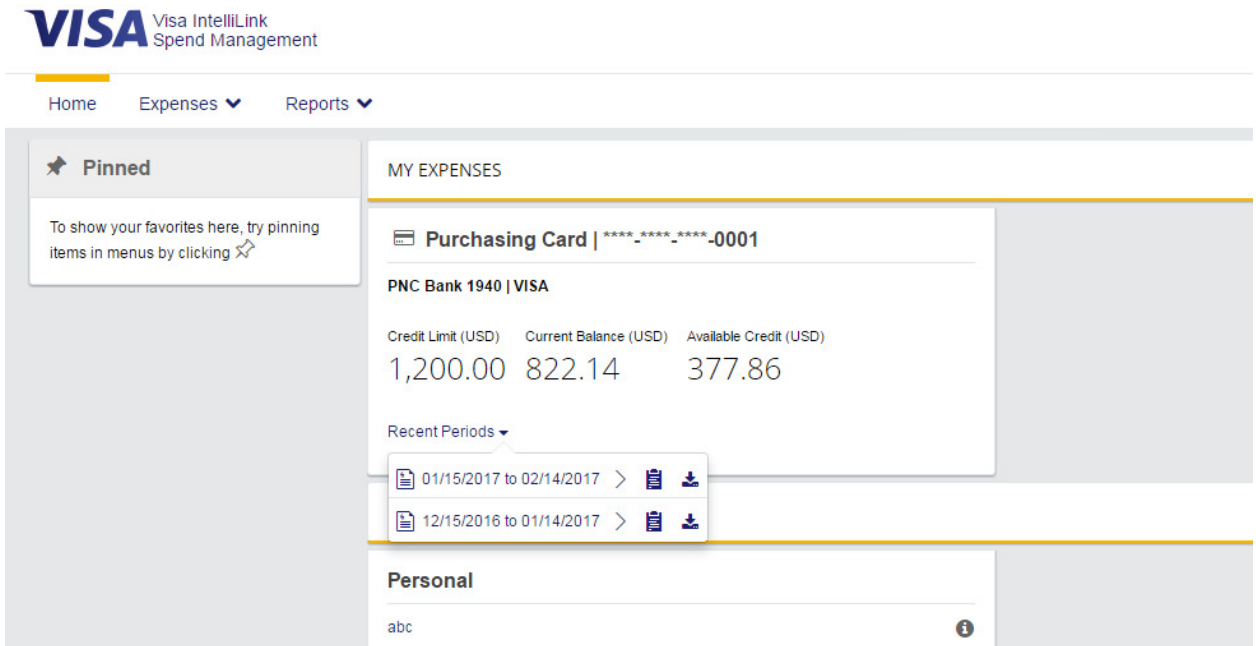 VISA Visa IntelliLink
Spend Management
Home Expenses Reports
Pinned
To show your favorites here, try pinning
items in menus by clicking
MY EXPENSES
Purchasing Card | ****-****-****-0001
PNC Bank 1940 | VISA
Credit Limit (USD) Current Balance (USD) Available Credit (USD)
1,200.00 822.14 377.86
Recent Periods
01/15/2017 to 02/14/2017
12/15/2016 to 01/14/2017
Personal
abc